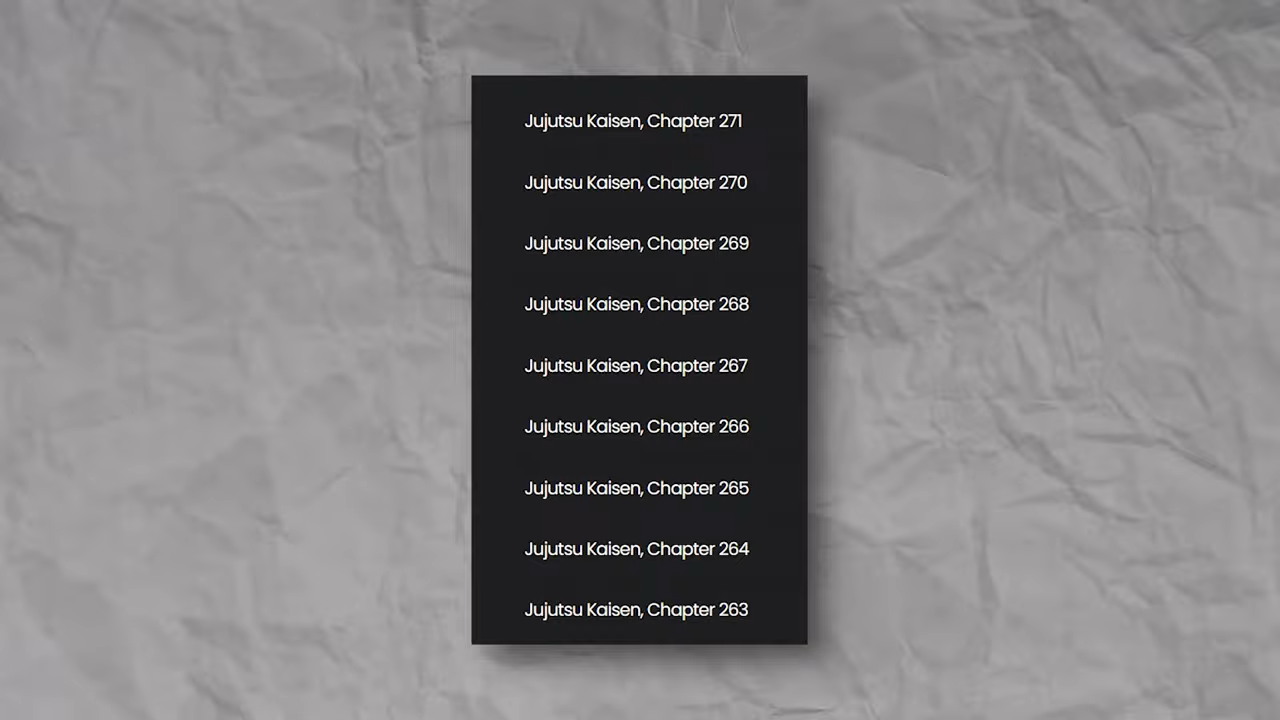 Jujutsu Kaisen, Chapter 271
Jujutsu Kaisen, Chapter 270
Jujutsu Kaisen, Chapter 269
Jujutsu Kaisen, Chapter 268
Jujutsu Kaisen, Chapter 267
Jujutsu Kaisen, Chapter 266
Jujutsu Kaisen, Chapter 265
Jujutsu Kaisen, Chapter 264
Jujutsu Kaisen, Chapter 263